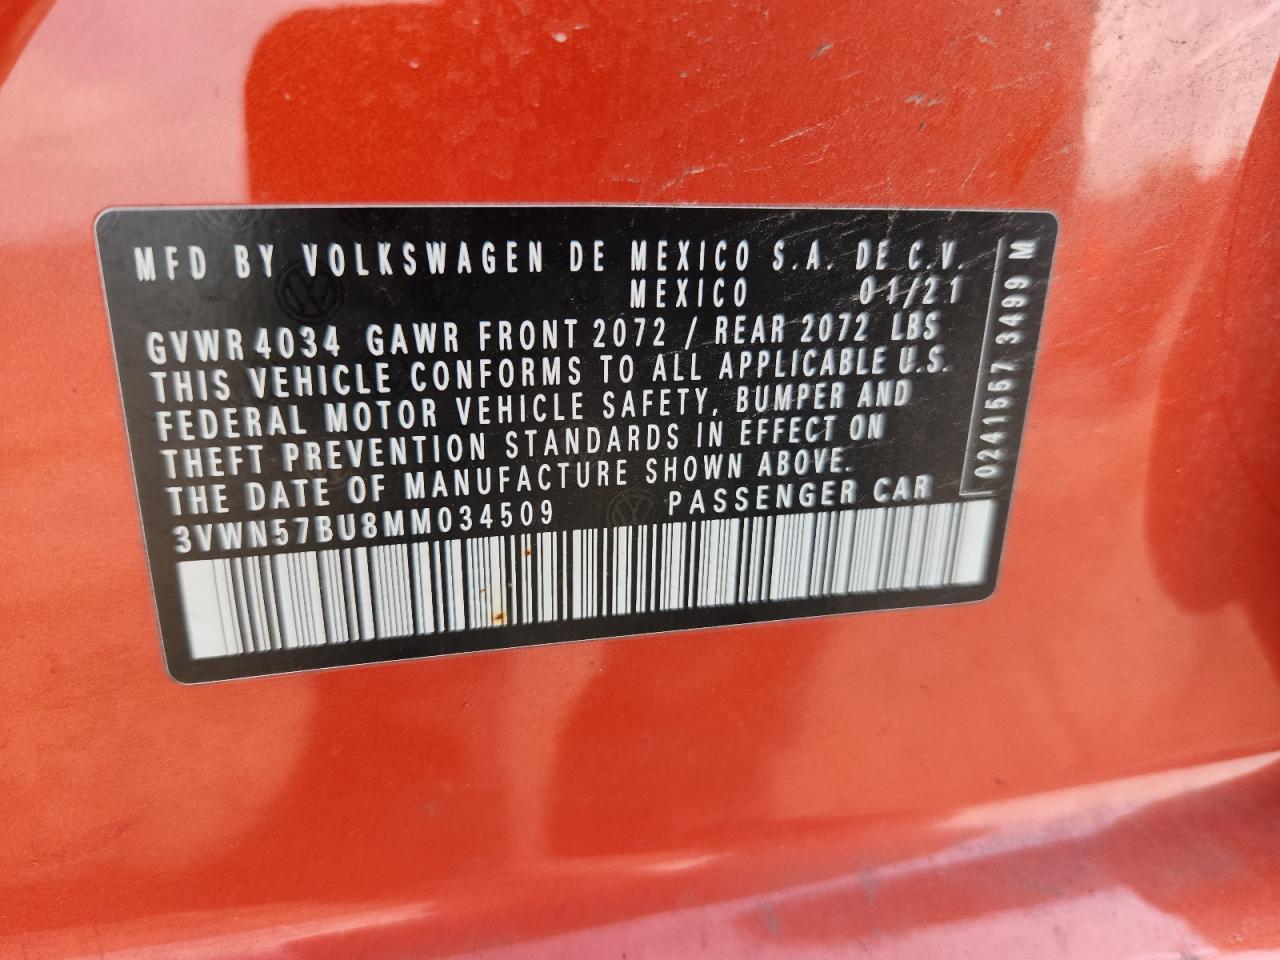 MFD BY VOLKSWAGEN DE MEXICO S.A. DE C.V.
MEXICO 01/21
GVWR 4034 GAWR FRONT 2072 / REAR 2072 LBS
THIS VEHICLE CONFORMS TO ALL APPLICABLE U.S.
FEDERAL MOTOR VEHICLE SAFETY, BUMPER AND
THEFT PREVENTION STANDARDS IN EFFECT ON
THE DATE OF MANUFACTURE SHOWN ABOVE.
3VWN57BU8MM034509 PASSENGER CAR
0241557 3499 M